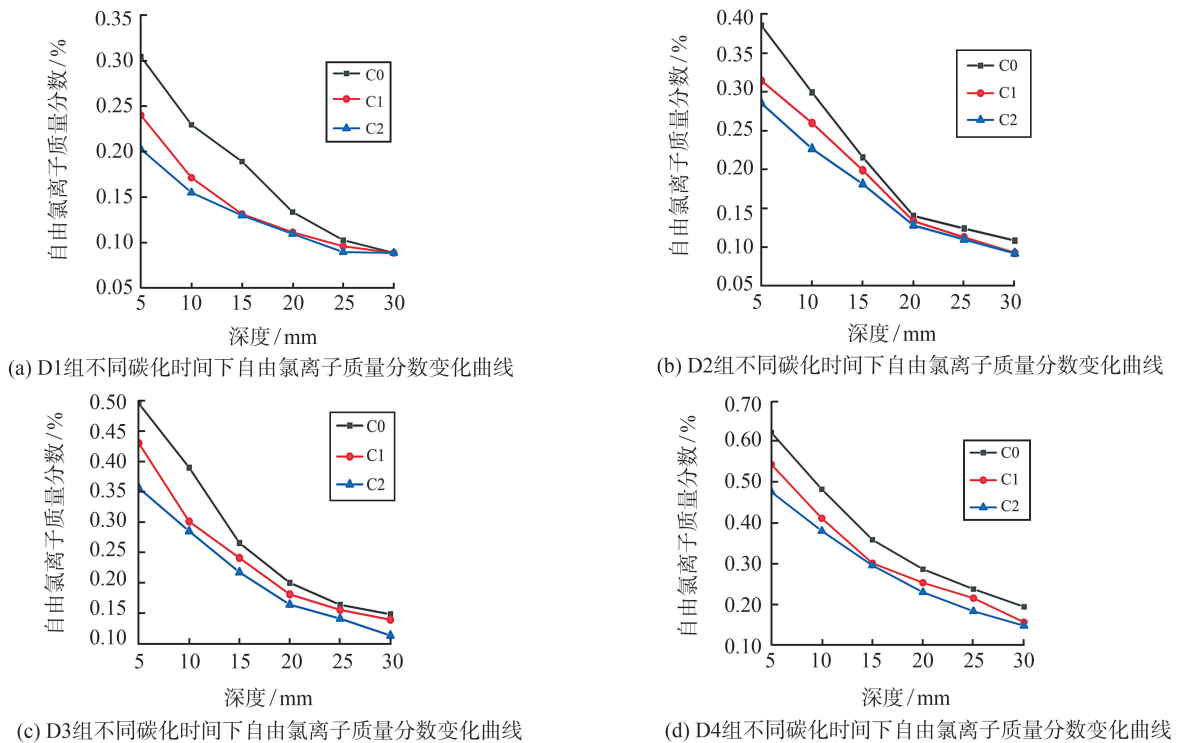 自由氯离子质量分数/%
0.35
0.30
0.25
0.20
0.15
0.10
0.05
5 10 15 20 25 30
深度/mm
C0
C1
C2
(a) D1组不同碳化时间下自由氯离子质量分数变化曲线
自由氯离子质量分数/%
0.40
0.35
0.30
0.25
0.20
0.15
0.10
0.05
5 10 15 20 25 30
深度/mm
C0
C1
C2
(b) D2组不同碳化时间下自由氯离子质量分数变化曲线
自由氯离子质量分数/%
0.50
0.45
0.40
0.35
0.30
0.25
0.20
0.15
0.10
5 10 15 20 25 30
深度/mm
C0
C1
C2
(c) D3组不同碳化时间下自由氯离子质量分数变化曲线
自由氯离子质量分数/%
0.70
0.60
0.50
0.40
0.30
0.20
0.10
5 10 15 20 25 30
深度/mm
C0
C1
C2
(d) D4组不同碳化时间下自由氯离子质量分数变化曲线